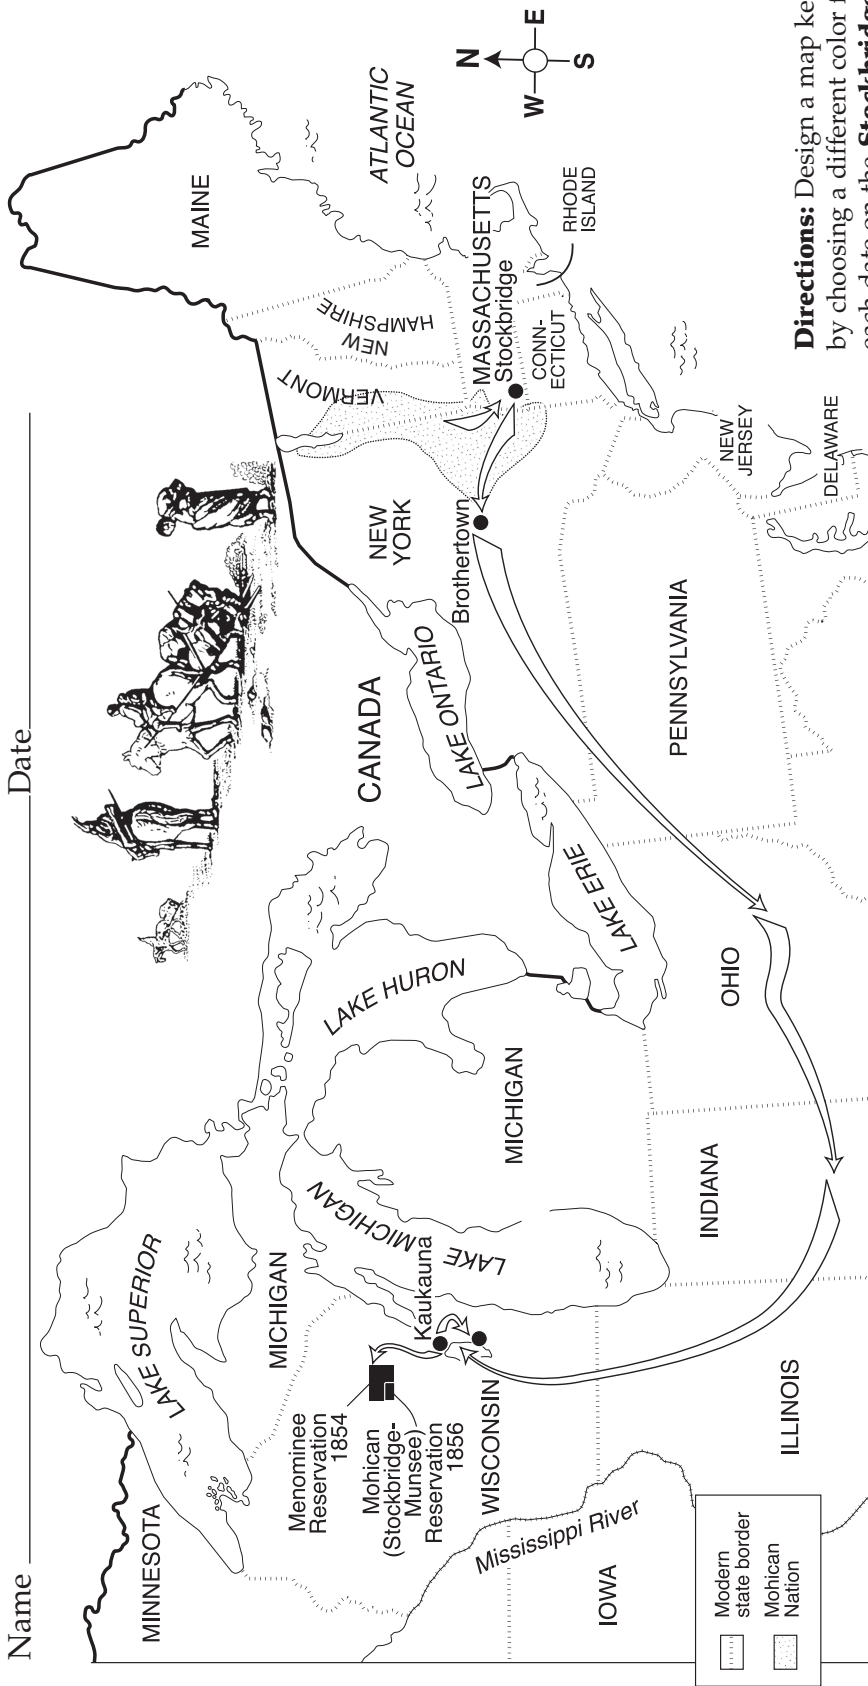 Name Date
MAINE
ATLANTIC
OCEAN
N
W E
S
NEW
HAMPSHIRE
VERMONT
MASSACHUSETTS
Stockbridge
RHODE
ISLAND
CONN-
ECTICUT
NEW
YORK
Brothertown
NEW
JERSEY
DELAWARE
PENNSYLVANIA
CANADA
LAKE ONTARIO
LAKE ERIE
LAKE HURON
OHIO
MICHIGAN
INDIANA
LAKE MICHIGAN
LAKE SUPERIOR
MICHIGAN
Kaukauna
Menominee
Reservation
1854
Mohican
(Stockbridge-
Munsee)
Reservation
1856
WISCONSIN
ILLINOIS
MINNESOTA
Mississippi River
IOWA
Modern
state border
Mohican
Nation
Directions: Design a map ke
by choosing a different color
each date on the Stockbridge